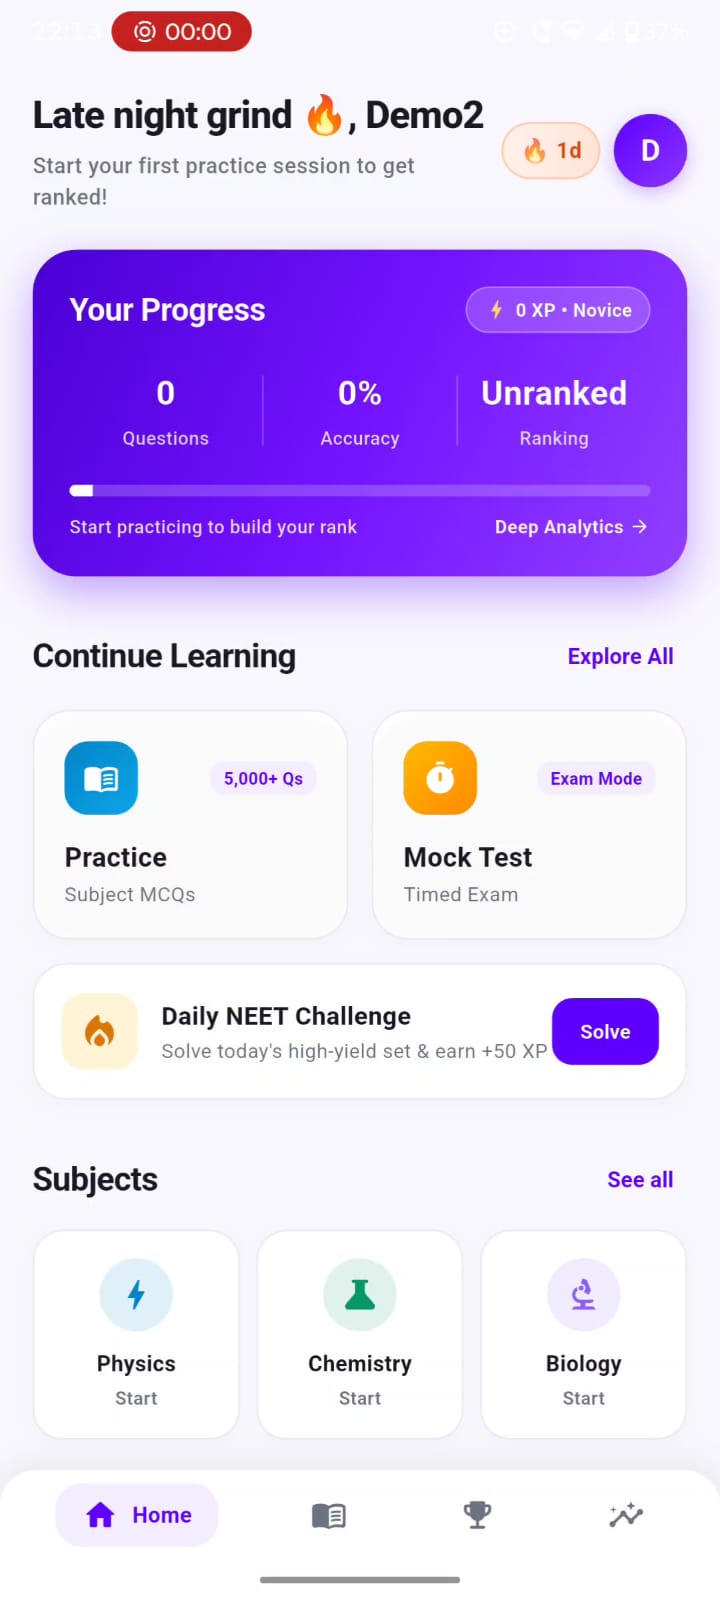 22:13 00:00 37%
Late night grind 🔥, Demo2
Start your first practice session to get
ranked!
🔥 1d
D
Your Progress
0 XP • Novice
0
Questions
0%
Accuracy
Unranked
Ranking
Start practicing to build your rank
Deep Analytics →
Continue Learning
Explore All
5,000+ Qs
Practice
Subject MCQs
Exam Mode
Mock Test
Timed Exam
Daily NEET Challenge
Solve today's high-yield set & earn +50 XP
Solve
Subjects
See all
Physics
Start
Chemistry
Start
Biology
Start
Home